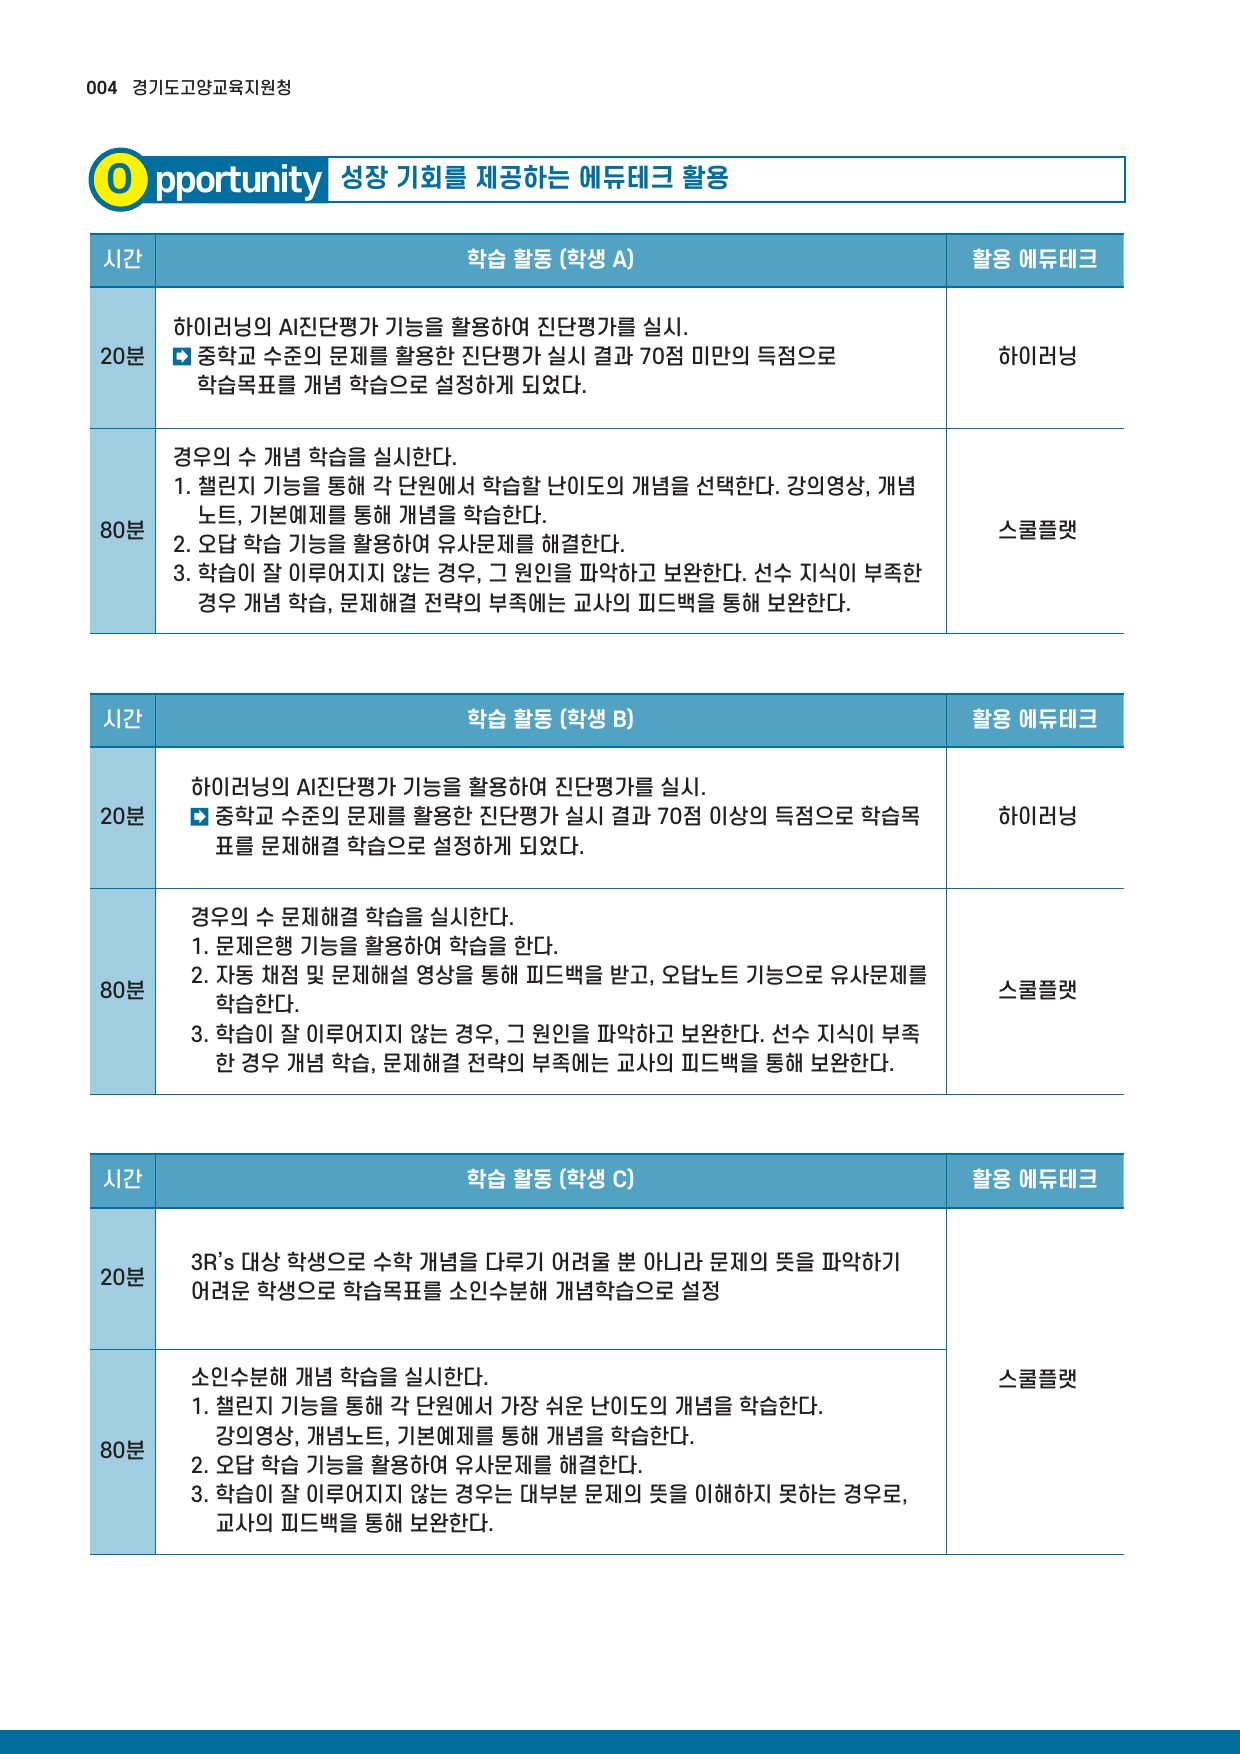 004 경기도고양교육지원청
Opportunity 성장 기회를 제공하는 에듀테크 활용
시간 학습 활동 (학생 A) 활용 에듀테크
하이러닝의 AI진단평가 기능을 활용하여 진단평가를 실시.
20분 중학교 수준의 문제를 활용한 진단평가 실시 결과 70점 미만의 득점으로 하이러닝
학습목표를 개념 학습으로 설정하게 되었다.
경우의 수 개념 학습을 실시한다.
1. 챌린지 기능을 통해 각 단원에서 학습할 난이도의 개념을 선택한다. 강의영상, 개념
노트, 기본예제를 통해 개념을 학습한다.
80분 스쿨플랫
2. 오답 학습 기능을 활용하여 유사문제를 해결한다.
3. 학습이 잘 이루어지지 않는 경우, 그 원인을 파악하고 보완한다. 선수 지식이 부족한
경우 개념 학습, 문제해결 전략의 부족에는 교사의 피드백을 통해 보완한다.
시간 학습 활동 (학생 B) 활용 에듀테크
하이러닝의 AI진단평가 기능을 활용하여 진단평가를 실시.
20분 중학교 수준의 문제를 활용한 진단평가 실시 결과 70점 이상의 득점으로 학습목 하이러닝
표를 문제해결 학습으로 설정하게 되었다.
경우의 수 문제해결 학습을 실시한다.
1. 문제은행 기능을 활용하여 학습을 한다.
2. 자동 채점 및 문제해설 영상을 통해 피드백을 받고, 오답노트 기능으로 유사문제를
80분 스쿨플랫
학습한다.
3. 학습이 잘 이루어지지 않는 경우, 그 원인을 파악하고 보완한다. 선수 지식이 부족
한 경우 개념 학습, 문제해결 전략의 부족에는 교사의 피드백을 통해 보완한다.
시간 학습 활동 (학생 C) 활용 에듀테크
20분
3R's 대상 학생으로 수학 개념을 다루기 어려울 뿐 아니라 문제의 뜻을 파악하기
어려운 학생으로 학습목표를 소인수분해 개념학습으로 설정
스쿨플랫
소인수분해 개념 학습을 실시한다.
1. 챌린지 기능을 통해 각 단원에서 가장 쉬운 난이도의 개념을 학습한다.
강의영상, 개념노트, 기본예제를 통해 개념을 학습한다.
80분
2. 오답 학습 기능을 활용하여 유사문제를 해결한다.
3. 학습이 잘 이루어지지 않는 경우는 대부분 문제의 뜻을 이해하지 못하는 경우로,
교사의 피드백을 통해 보완한다.